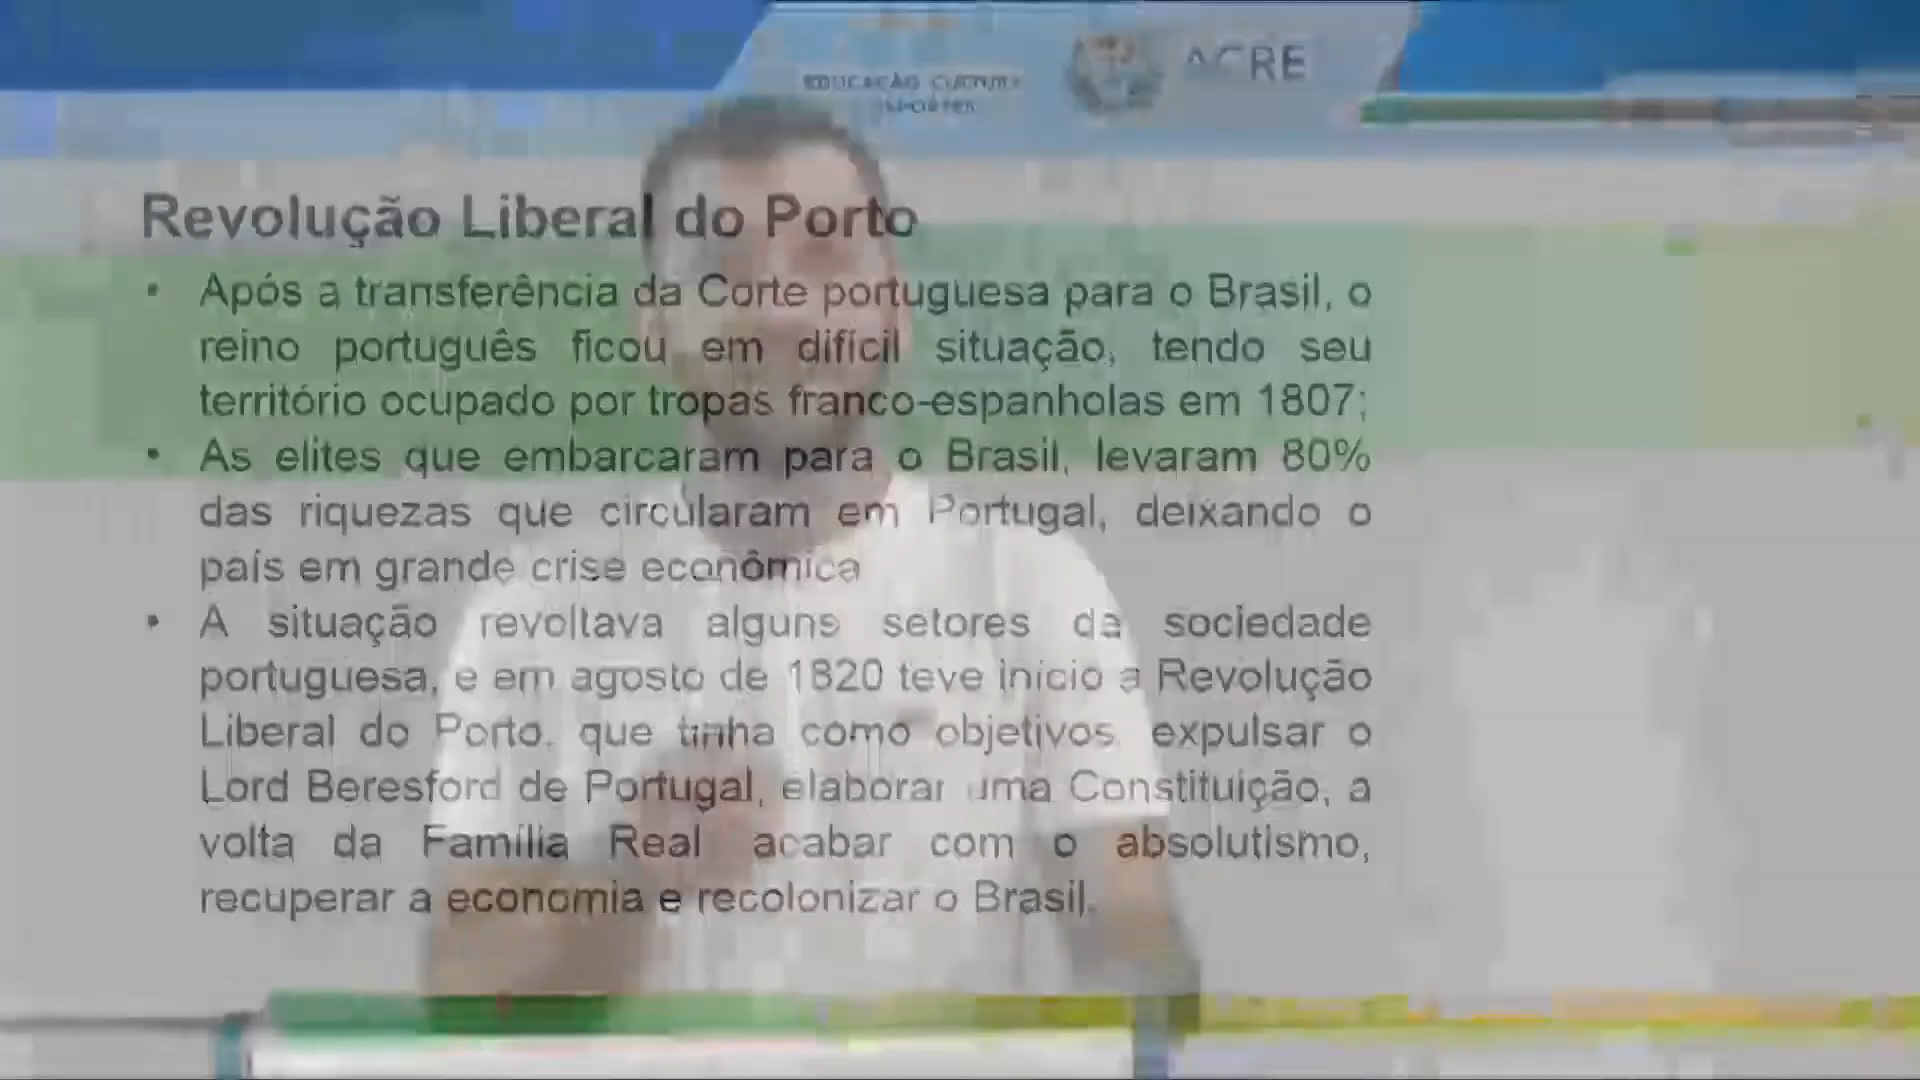 EDUCAÇÃO, CULTURA
ESPORTES
ACRE
Revolução Liberal do Porto
• Após a transferência da Corte portuguesa para o Brasil, o
reino português ficou em difícil situação, tendo seu
território ocupado por tropas franco-espanholas em 1807;
• As elites que embarcaram para o Brasil, levaram 80%
das riquezas que circularam em Portugal, deixando o
país em grande crise econômica
• A situação revoltava alguns setores da sociedade
portuguesa, e em agosto de 1820 teve início a Revolução
Liberal do Porto, que tinha como objetivos, expulsar o
Lord Beresford de Portugal, elaborar uma Constituição, a
volta da Família Real acabar com o absolutismo,
recuperar a economia e recolonizar o Brasil.